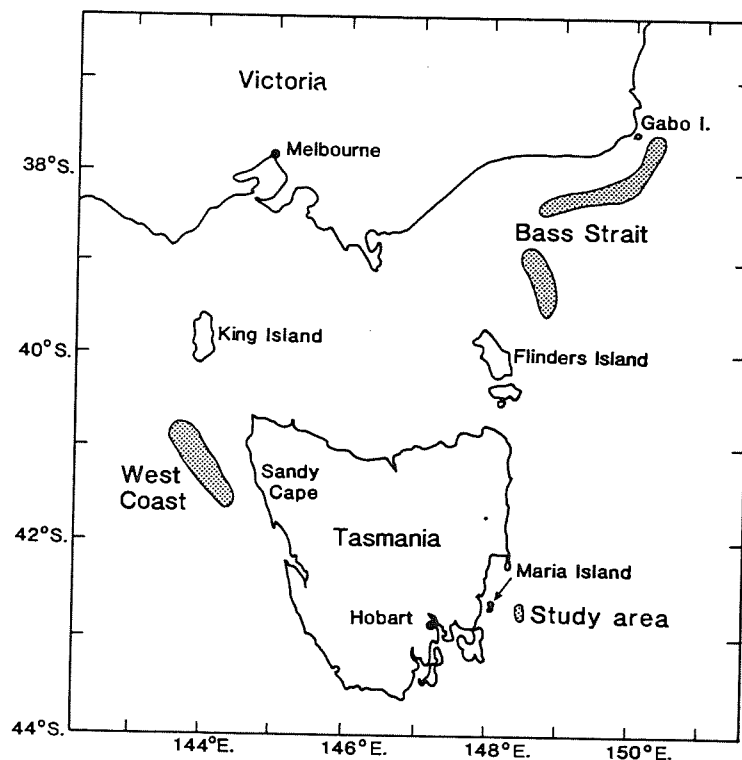 Victoria
Gabo I.
Melbourne
38°S.
Bass Strait
King Island
40°S.
Flinders Island
West
Coast
Sandy
Cape
42°S.
Tasmania
Maria Island
Hobart
Study area
44°S.
144°E.
146°E.
148°E.
150°E.